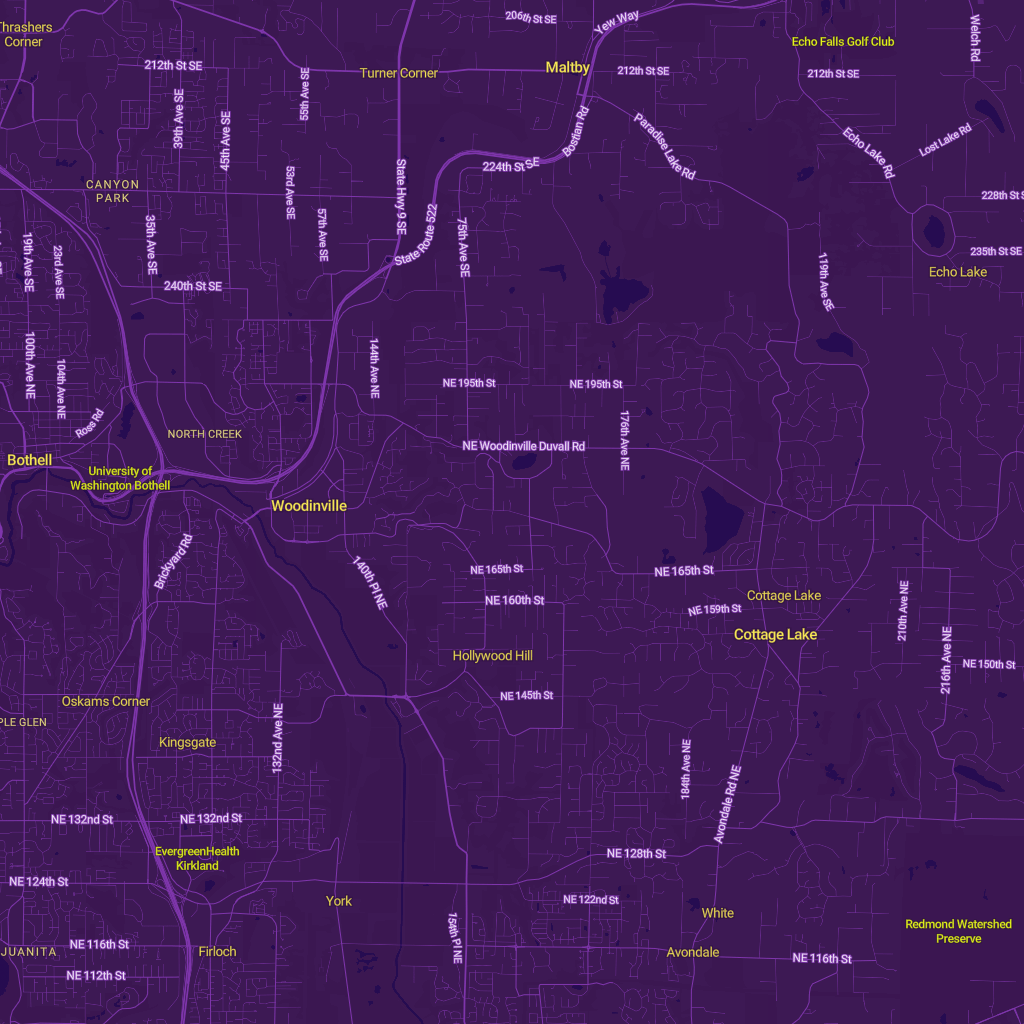 206th St SE
Yew Way
Welch Rd
Thrashers
Corner
Echo Falls Golf Club
212th St SE
Turner Corner
Maltby
212th St SE
212th St SE
55th Ave SE
39th Ave SE
45th Ave SE
Bostian Rd
Paradise Lake Rd
Echo Lake Rd
Lost Lake Rd
224th St SE
CANYON
PARK
53rd Ave SE
State Hwy 9 SE
228th St S
35th Ave SE
57th Ave SE
State Route 522
75th Ave SE
19th Ave SE
23rd Ave SE
235th St SE
Echo Lake
119th Ave SE
240th St SE
100th Ave NE
104th Ave NE
144th Ave NE
NE 195th St
NE 195th St
Ross Rd
NORTH CREEK
176th Ave NE
NE Woodinville Duvall Rd
Bothell
University of
Washington Bothell
Woodinville
Brickyard Rd
140th Pl NE
NE 165th St
NE 165th St
NE 160th St
Cottage Lake
NE 159th St
210th Ave NE
Cottage Lake
216th Ave NE
Hollywood Hill
NE 150th St
NE 145th St
Oskams Corner
PLE GLEN
132nd Ave NE
Kingsgate
184th Ave NE
Avondale Rd NE
NE 132nd St
NE 132nd St
EvergreenHealth
Kirkland
NE 128th St
NE 124th St
York
NE 122nd St
White
154th Pl NE
Redmond Watershed
Preserve
JUANITA
NE 116th St
Firloch
Avondale
NE 116th St
NE 112th St